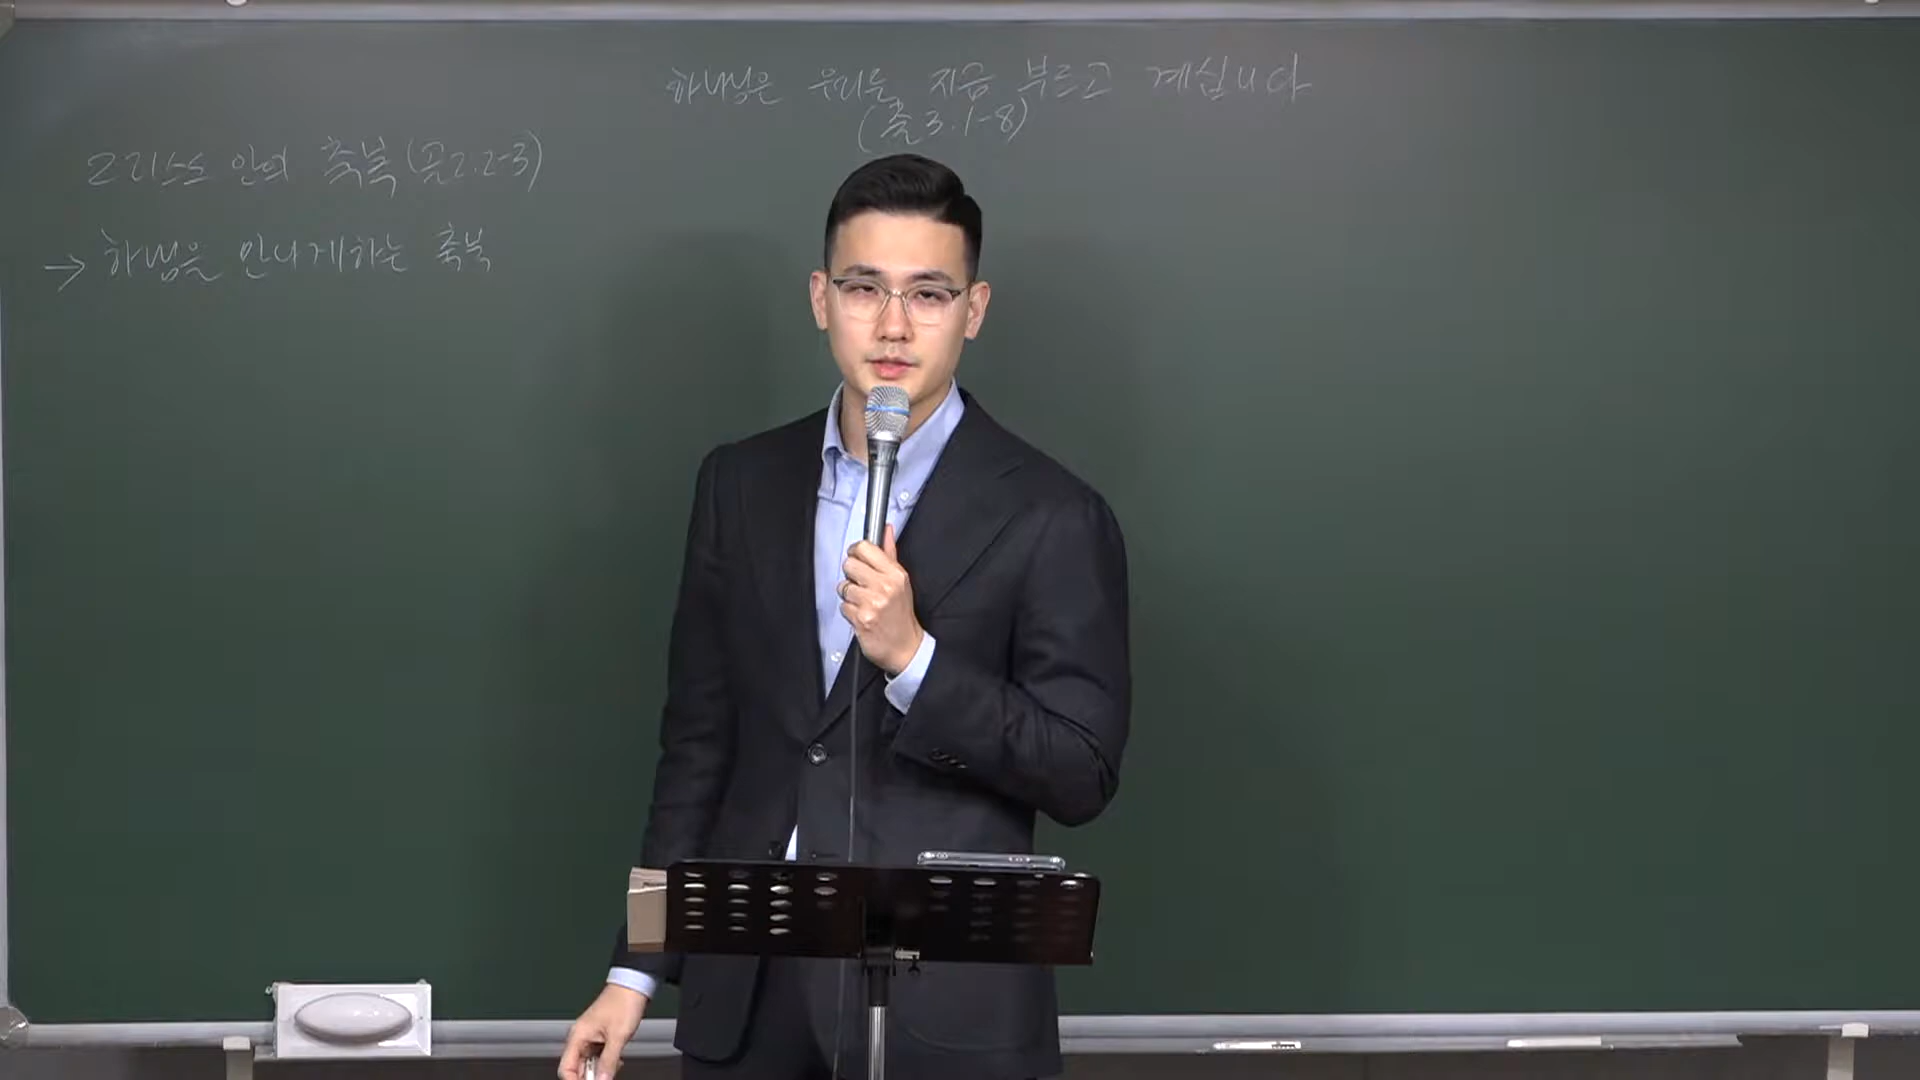 하나님은 우리를 지금 부르고 계십니다
(출3.1-8)
그리스도 안의 축복(골2.2-3)
→ 하나님을 만나게하는 축복